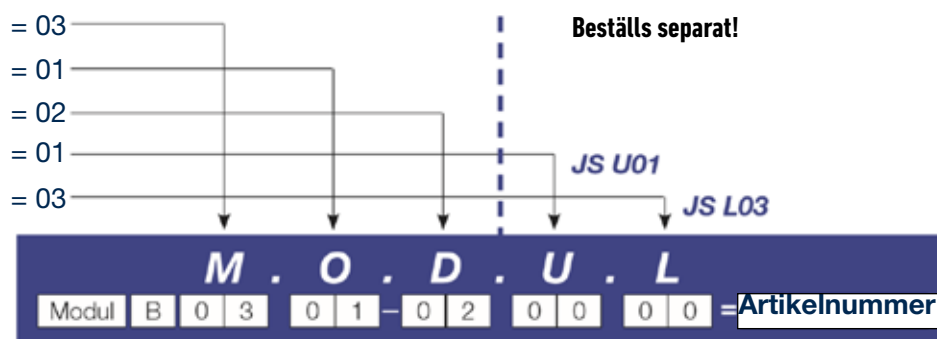 = 03
Beställs separat!
= 01
= 02
= 01
JS U01
= 03
JS L03
M . O . D . U . L
Modul B 0 3 0 1 – 0 2 0 0 0 0 = Artikelnummer